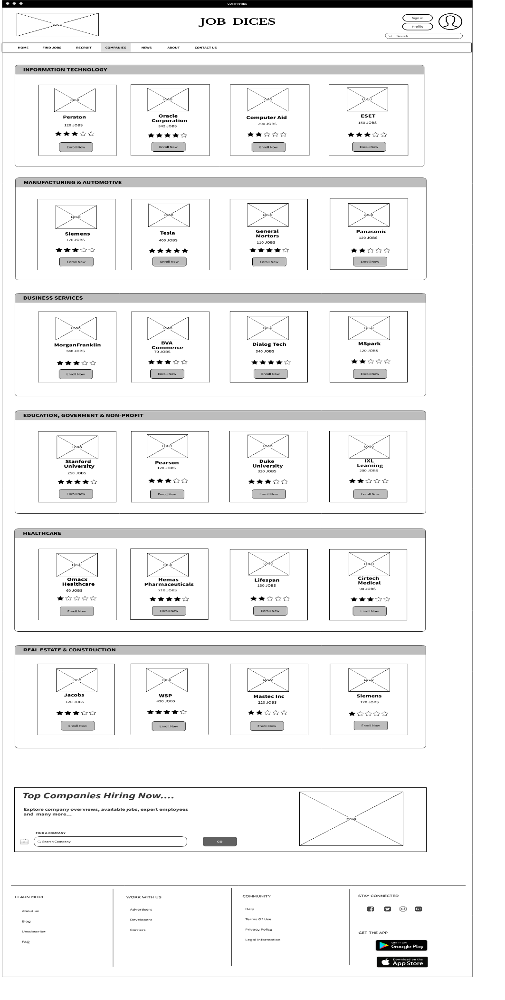 COMPANIES
LOGO
JOB DICES
Sign in
Profile
Search
HOME FIND JOBS RECRUIT COMPANIES NEWS ABOUT CONTACT US
INFORMATION TECHNOLOGY
LOGO
Peraton
120 JOBS
Enroll Now
LOGO
Oracle
Corporation
342 JOBS
Enroll Now
LOGO
Computer Aid
200 JOBS
Enroll Now
LOGO
ESET
150 JOBS
Enroll Now
MANUFACTURING & AUTOMOTIVE
LOGO
Siemens
126 JOBS
Enroll Now
LOGO
Tesla
400 JOBS
Enroll Now
LOGO
General
Mortors
110 JOBS
Enroll Now
LOGO
Panasonic
120 JOBS
Enroll Now
BUSINESS SERVICES
LOGO
MorganFranklin
340 JOBS
Enroll Now
LOGO
BVA
Commerce
70 JOBS
Enroll Now
LOGO
Dialog Tech
340 JOBS
Enroll Now
LOGO
MSpark
120 JOBS
Enroll Now
EDUCATION, GOVERMENT & NON-PROFIT
LOGO
Stanford
University
250 JOBS
Enroll Now
LOGO
Pearson
120 JOBS
Enroll Now
LOGO
Duke
University
320 JOBS
Enroll Now
LOGO
IXL
Learning
200 JOBS
Enroll Now
HEALTHCARE
LOGO
Omacx
Healthcare
60 JOBS
Enroll Now
LOGO
Hemas
Pharmaceuticals
210 JOBS
Enroll Now
LOGO
Lifespan
130 JOBS
Enroll Now
LOGO
Cirtech
Medical
90 JOBS
Enroll Now
REAL ESTATE & CONSTRUCTION
LOGO
Jacobs
120 JOBS
Enroll Now
LOGO
WSP
420 JOBS
Enroll Now
LOGO
Mastec Inc
220 JOBS
Enroll Now
LOGO
Siemens
120 JOBS
Enroll Now
Top Companies Hiring Now....
Explore company overviews, available jobs, expert employees
and many more...
FIND A COMPANY
Search Company
GO
IMAGE
LEARN MORE
About us
Blog
Unsubscribe
FAQ
WORK WITH US
Advertisers
Developers
Carriers
COMMUNITY
Help
Terms Of Use
Privacy Policy
Legal Information
STAY CONNECTED
GET THE APP
GET IT ON
Google Play
Download on the
App Store